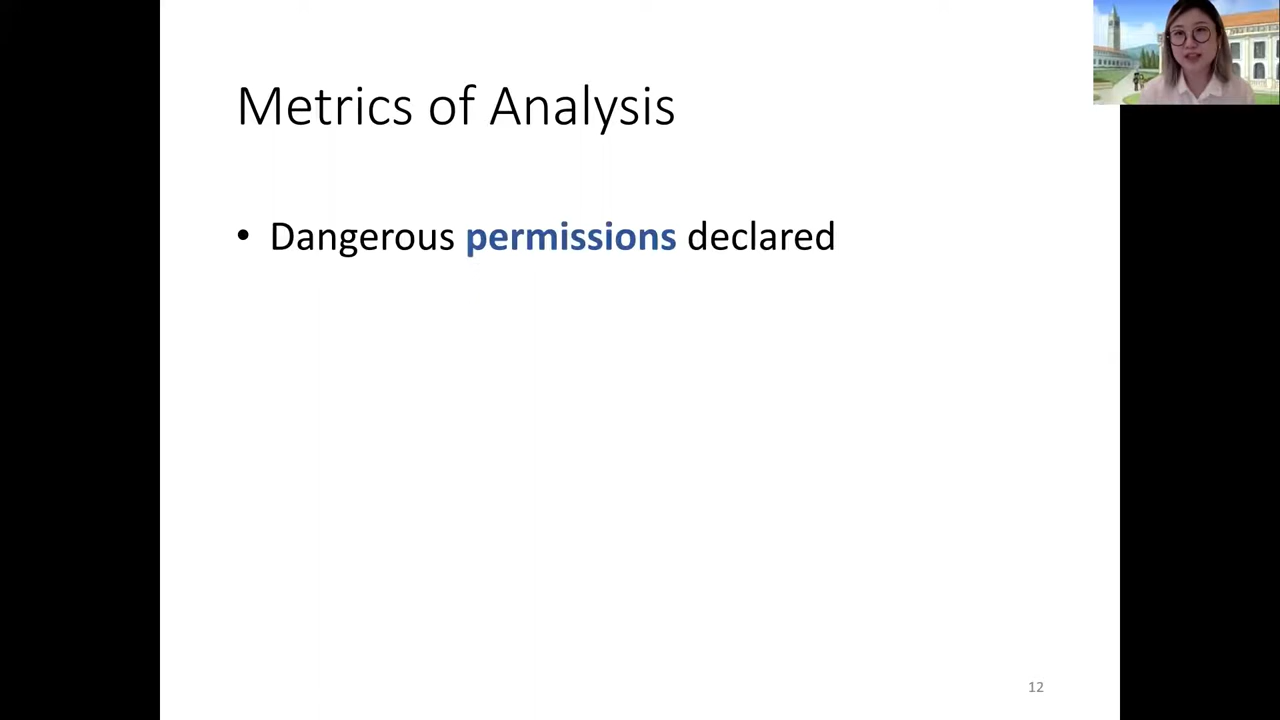 Metrics of Analysis
• Dangerous permissions declared
12